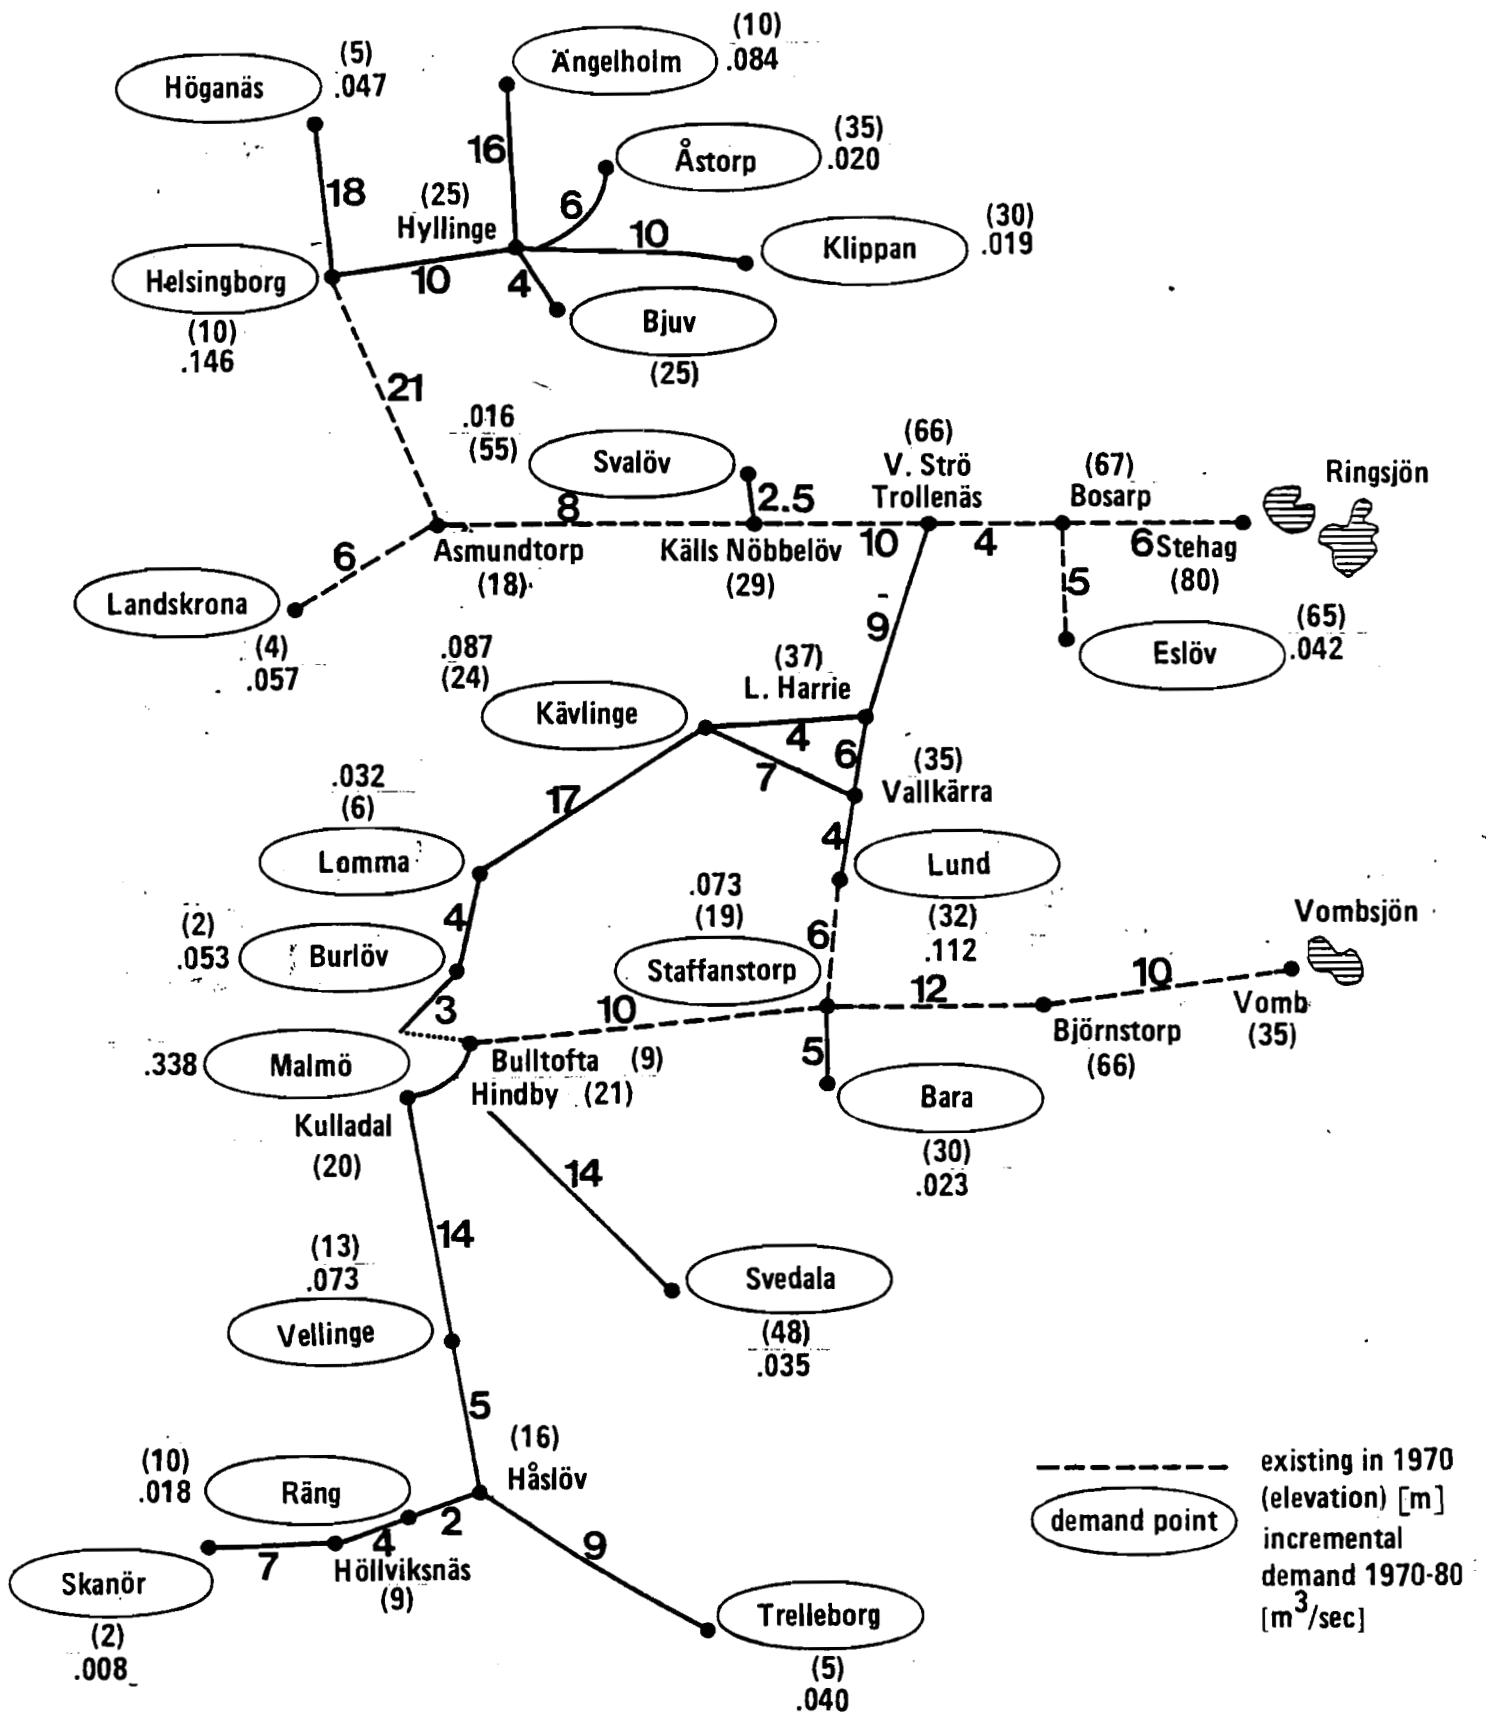 (10)
Ängelholm
.084
(5)
Höganäs
.047
16
(35)
Åstorp
.020
18
(25)
Hyllinge
6
10
(30)
Klippan
.019
Helsingborg
10
4
(10)
.146
Bjuv
(25)
21
.016
(55)
Svalöv
2.5
(66)
V. Strö
Trollenäs
(67)
Bosarp
Ringsjön
8
Asmundtorp
(18)
Källs Nöbbelöv
(29)
10
4
6
Stehag
(80)
6
Landskrona
(4)
.057
5
(65)
Eslöv
.042
9
.087
(24)
Kävlinge
(37)
L. Harrie
4
6
7
(35)
Vallkärra
17
.032
(6)
Lomma
4
Lund
(32)
.112
4
(2)
.053
Burlöv
.073
(19)
Staffanstorp
6
Vombsjön
3
10
12
10
Vomb
(35)
Björnstorp
(66)
.338
Malmö
Bulltofta (9)
Hindby (21)
5
Bara
(30)
.023
Kulladal
(20)
14
14
(13)
.073
Vellinge
Svedala
(48)
.035
5
(16)
Håslöv
(10)
.018
Räng
2
4
Höllviksnäs
(9)
7
Skanör
(2)
.008
9
Trelleborg
(5)
.040
existing in 1970
(elevation) [m]
demand point
incremental
demand 1970-80
[m³/sec]